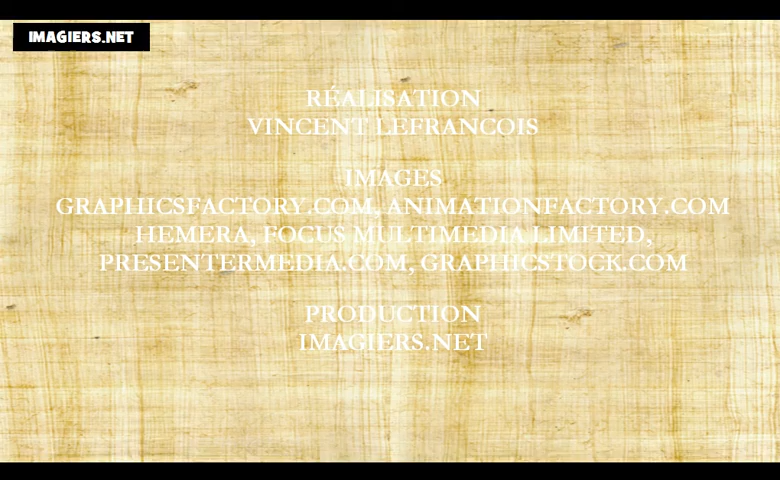 IMAGIERS.NET
RÉALISATION
VINCENT LEFRANCOIS
IMAGES
GRAPHICSFACTORY.COM, ANIMATIONFACTORY.COM
HEMERA, FOCUS MULTIMEDIA LIMITED,
PRESENTERMEDIA.COM, GRAPHICSTOCK.COM
PRODUCTION
IMAGIERS.NET